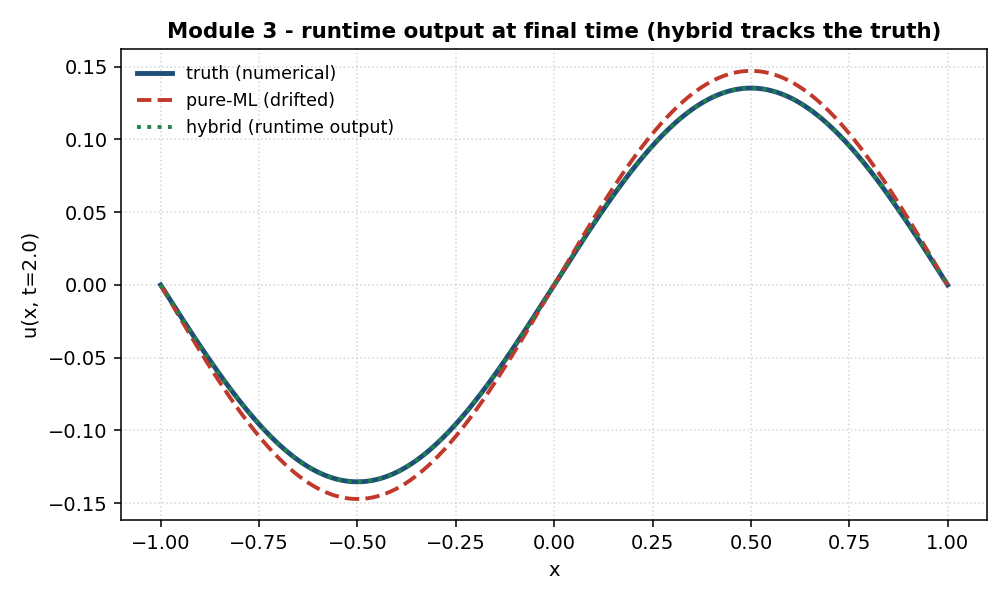 Module 3 - runtime output at final time (hybrid tracks the truth)
truth (numerical)
pure-ML (drifted)
hybrid (runtime output)
0.15
0.10
0.05
0.00
−0.05
−0.10
−0.15
u(x, t=2.0)
−1.00 −0.75 −0.50 −0.25 0.00 0.25 0.50 0.75 1.00
x